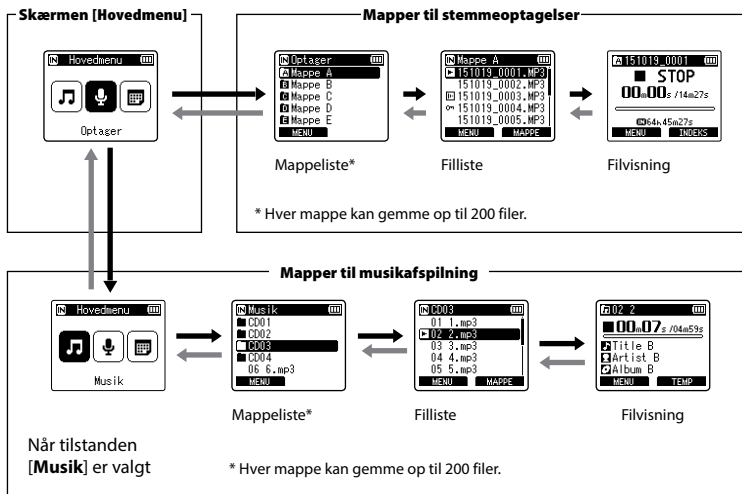 Skærmen [Hovedmenu]
Hovedmenu
Optager
Mapper til stemmeoptagelser
Optager
Mappe A
Mappe B
Mappe C
Mappe D
Mappe E
MENU
Mappeliste*
Mappe A
151019_0001.MP3
151019_0002.MP3
151019_0003.MP3
151019_0004.MP3
151019_0005.MP3
MENU MAPPE
Filliste
151019_0001
STOP
00m00s /14m27s
64h45m27s
MENU INDEKS
Filvisning
* Hver mappe kan gemme op til 200 filer.
Mapper til musikafspilning
Hovedmenu
Musik
Når tilstanden
[Musik] er valgt
Musik
CD01
CD02
CD03
CD04
06 6.mp3
MENU
Mappeliste*
CD03
01 1.mp3
02 2.mp3
03 3.mp3
04 4.mp3
05 5.mp3
MENU MAPPE
Filliste
02 2
00m07s /04m59s
Title B
Artist B
Album B
MENU TEMP
Filvisning
* Hver mappe kan gemme op til 200 filer.